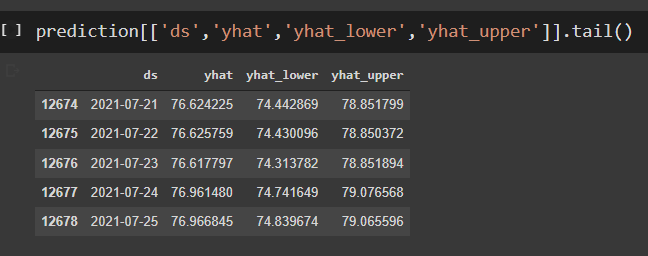 [ ] prediction[['ds','yhat','yhat_lower','yhat_upper']].tail()
ds yhat yhat_lower yhat_upper
12674 2021-07-21 76.624225 74.442869 78.851799
12675 2021-07-22 76.625759 74.430096 78.850372
12676 2021-07-23 76.617797 74.313782 78.851894
12677 2021-07-24 76.961480 74.741649 79.076568
12678 2021-07-25 76.966845 74.839674 79.065596